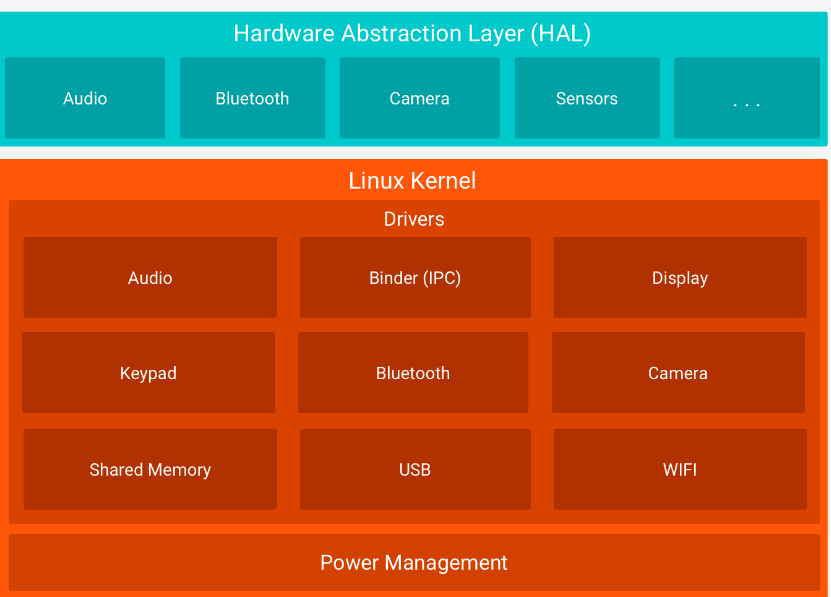 Hardware Abstraction Layer (HAL)
Audio
Bluetooth
Camera
Sensors
. . .
Linux Kernel
Drivers
Audio
Binder (IPC)
Display
Keypad
Bluetooth
Camera
Shared Memory
USB
WIFI
Power Management